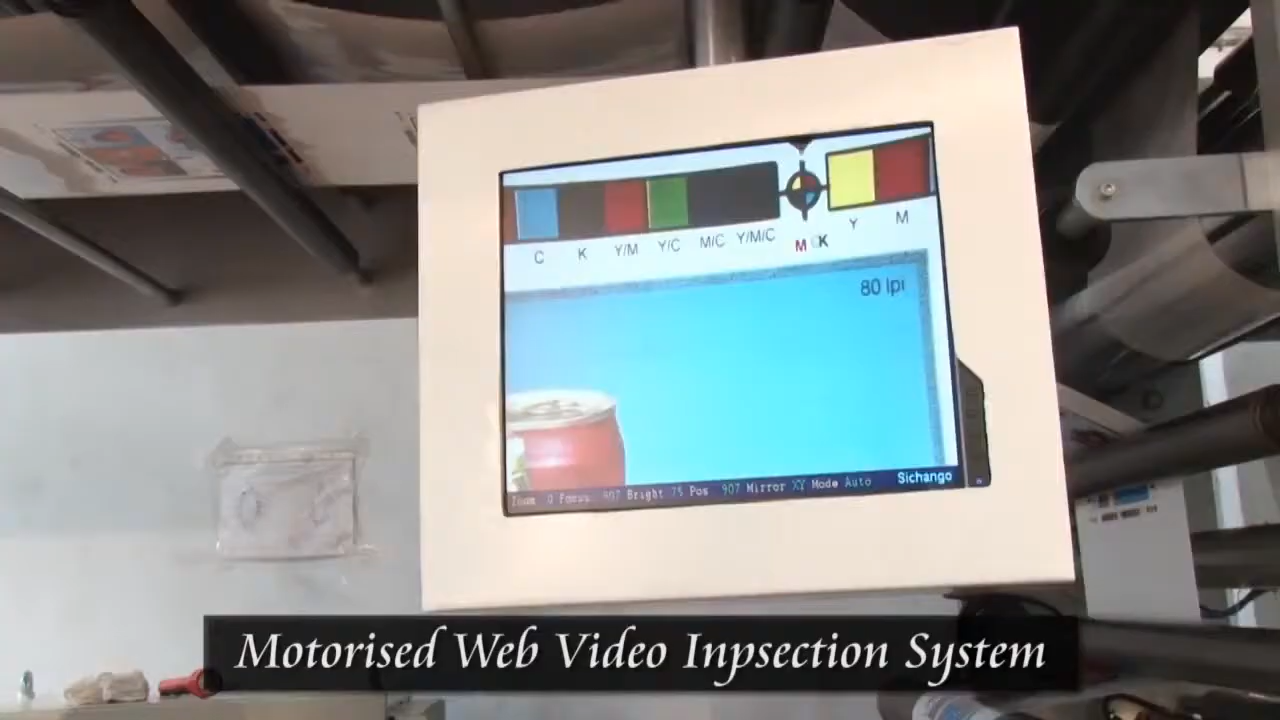 C K Y/M Y/C M/C Y/M/C M C K Y M
80 lpi
Zoom 0 Focus 907 Bright 75 Pos 907 Mirror XY Mode Auto Sichango
Motorised Web Video Inpsection System